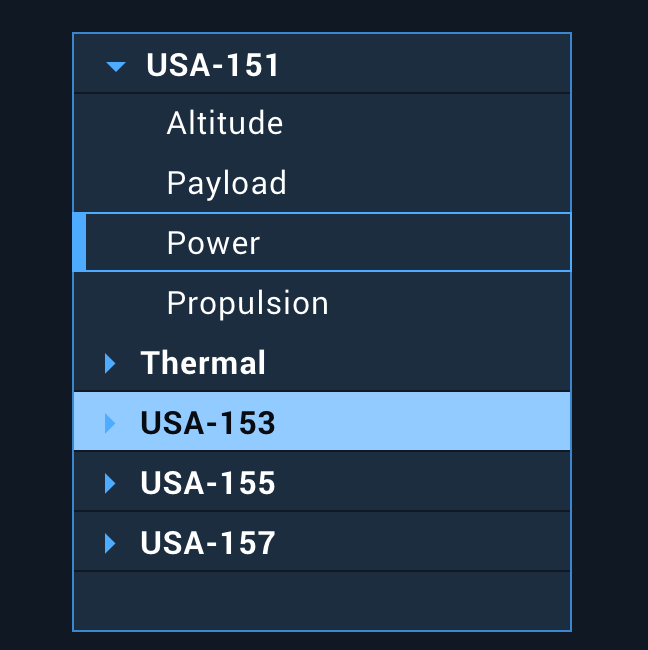 USA-151
Altitude
Payload
Power
Propulsion
Thermal
USA-153
USA-155
USA-157